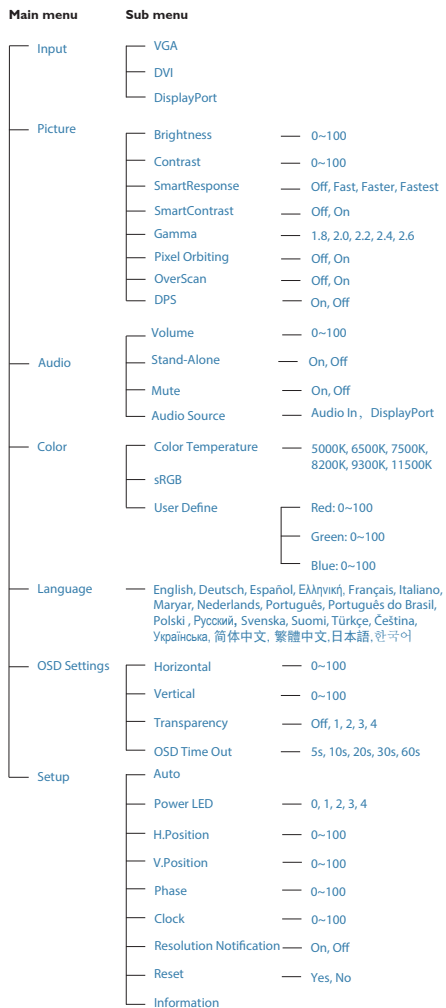 Main menu Sub menu
Input VGA
DVI
DisplayPort
Picture Brightness 0~100
Contrast 0~100
SmartResponse Off, Fast, Faster, Fastest
SmartContrast Off, On
Gamma 1.8, 2.0, 2.2, 2.4, 2.6
Pixel Orbiting Off, On
OverScan Off, On
DPS On, Off
Volume 0~100
Audio Stand-Alone On, Off
Mute On, Off
Audio Source Audio In，DisplayPort
Color Color Temperature 5000K, 6500K, 7500K,
8200K, 9300K, 11500K
sRGB
User Define Red: 0~100
Green: 0~100
Blue: 0~100
Language English, Deutsch, Español, Ελληνική, Français, Italiano,
Maryar, Nederlands, Português, Português do Brasil,
Polski , Русский, Svenska, Suomi, Türkçe, Čeština,
Українська, 简体中文, 繁體中文,日本語,한국어
OSD Settings Horizontal 0~100
Vertical 0~100
Transparency Off, 1, 2, 3, 4
OSD Time Out 5s, 10s, 20s, 30s, 60s
Setup Auto
Power LED 0, 1, 2, 3, 4
H.Position 0~100
V.Position 0~100
Phase 0~100
Clock 0~100
Resolution Notification On, Off
Reset Yes, No
Information